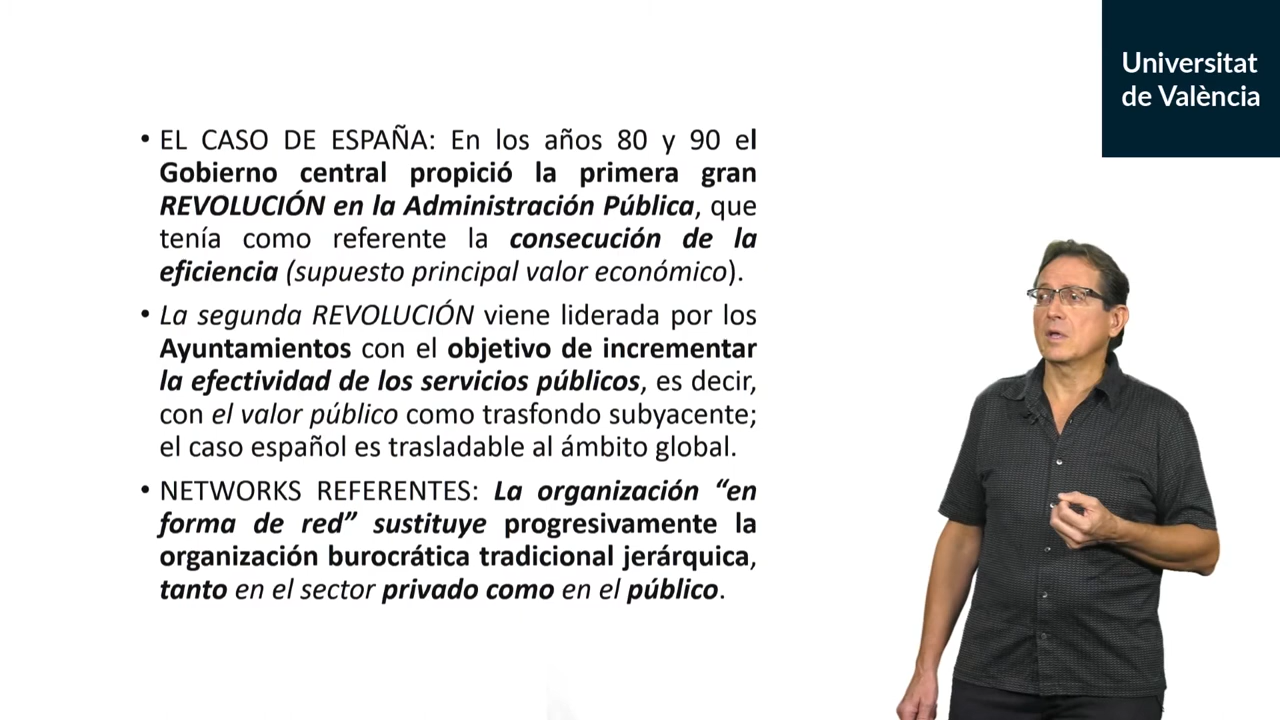 Universitat
de València
• EL CASO DE ESPAÑA: En los años 80 y 90 el
Gobierno central propició la primera gran
REVOLUCIÓN en la Administración Pública, que
tenía como referente la consecución de la
eficiencia (supuesto principal valor económico).
• La segunda REVOLUCIÓN viene liderada por los
Ayuntamientos con el objetivo de incrementar
la efectividad de los servicios públicos, es decir,
con el valor público como trasfondo subyacente;
el caso español es trasladable al ámbito global.
• NETWORKS REFERENTES: La organización “en
forma de red” sustituye progresivamente la
organización burocrática tradicional jerárquica,
tanto en el sector privado como en el público.